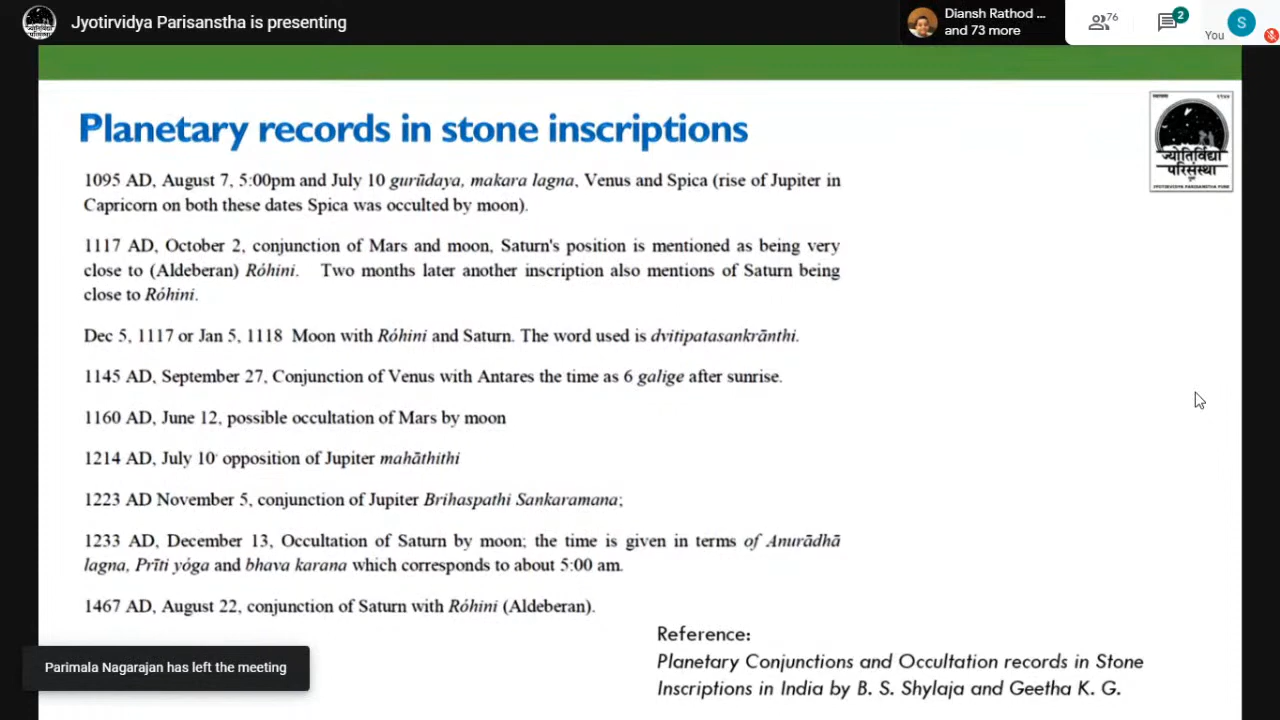 Jyotirvidya Parisanstha is presenting
Diansh Rathod ...
and 73 more
76
2
You
S
Planetary records in stone inscriptions
ज्योतिर्विद्या
परिसंस्था
JYOTIRVIDYA PARISANSTHA PUNE
1095 AD, August 7, 5:00pm and July 10 gurūdaya, makara lagna, Venus and Spica (rise of Jupiter in
Capricorn on both these dates Spica was occulted by moon).
1117 AD, October 2, conjunction of Mars and moon, Saturn's position is mentioned as being very
close to (Aldeberan) Róhini. Two months later another inscription also mentions of Saturn being
close to Róhini.
Dec 5, 1117 or Jan 5, 1118 Moon with Róhini and Saturn. The word used is dvitipatasankrānthi.
1145 AD, September 27, Conjunction of Venus with Antares the time as 6 galige after sunrise.
1160 AD, June 12, possible occultation of Mars by moon
1214 AD, July 10 opposition of Jupiter mahāthithi
1223 AD November 5, conjunction of Jupiter Brihaspathi Sankaramana;
1233 AD, December 13, Occultation of Saturn by moon; the time is given in terms of Anurādhā
lagna, Prīti yóga and bhava karana which corresponds to about 5:00 am.
1467 AD, August 22, conjunction of Saturn with Róhini (Aldeberan).
Reference:
Planetary Conjunctions and Occultation records in Stone
Inscriptions in India by B. S. Shylaja and Geetha K. G.
Parimala Nagarajan has left the meeting